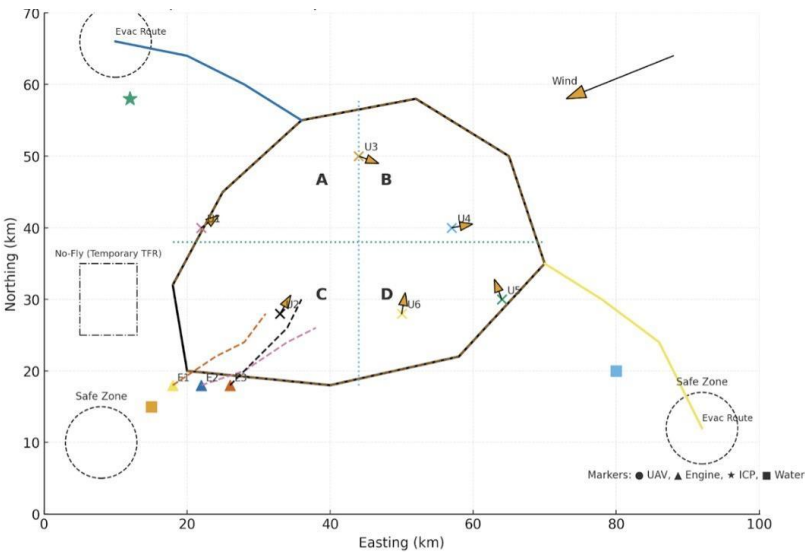 70
60
50
40
30
20
10
0
Northing (km)
Evac Route
Wind
U3
A
B
U4
No-Fly (Temporary TFR)
C
D
U2
U6
U5
E1
E2
E3
Safe Zone
Safe Zone
Evac Route
Markers: ● UAV, ▲ Engine, ★ ICP, ■ Water
0
20
40
60
80
100
Easting (km)